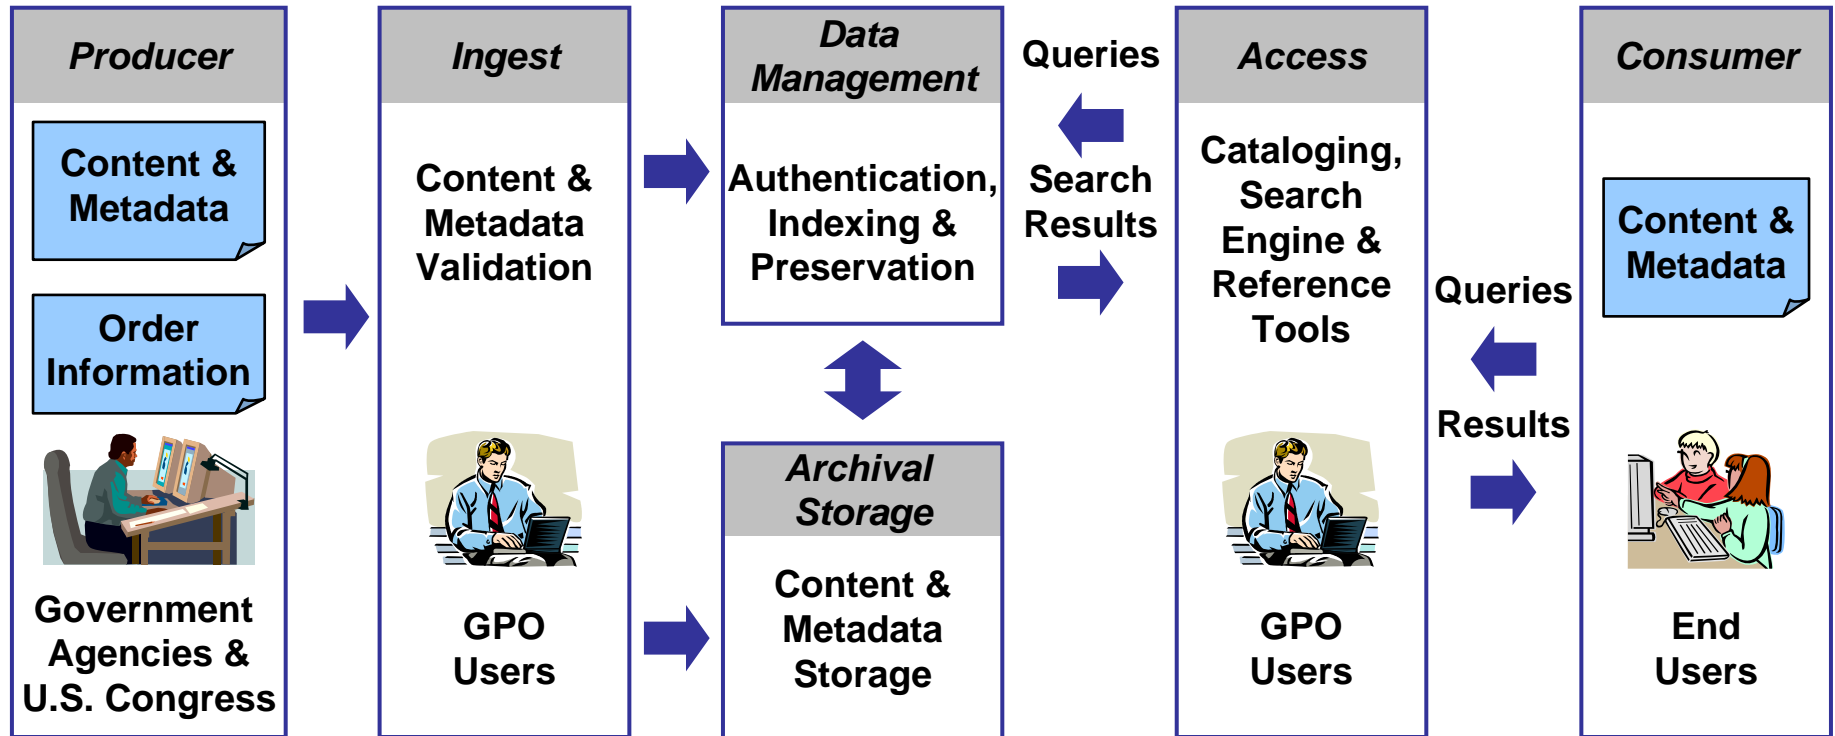 Producer
Content &
Metadata
Order
Information
Government
Agencies &
U.S. Congress
Ingest
Content &
Metadata
Validation
GPO
Users
Data
Management
Authentication,
Indexing &
Preservation
Archival
Storage
Content &
Metadata
Storage
Queries
Search
Results
Access
Cataloging,
Search
Engine &
Reference
Tools
GPO
Users
Queries
Results
Consumer
Content &
Metadata
End
Users